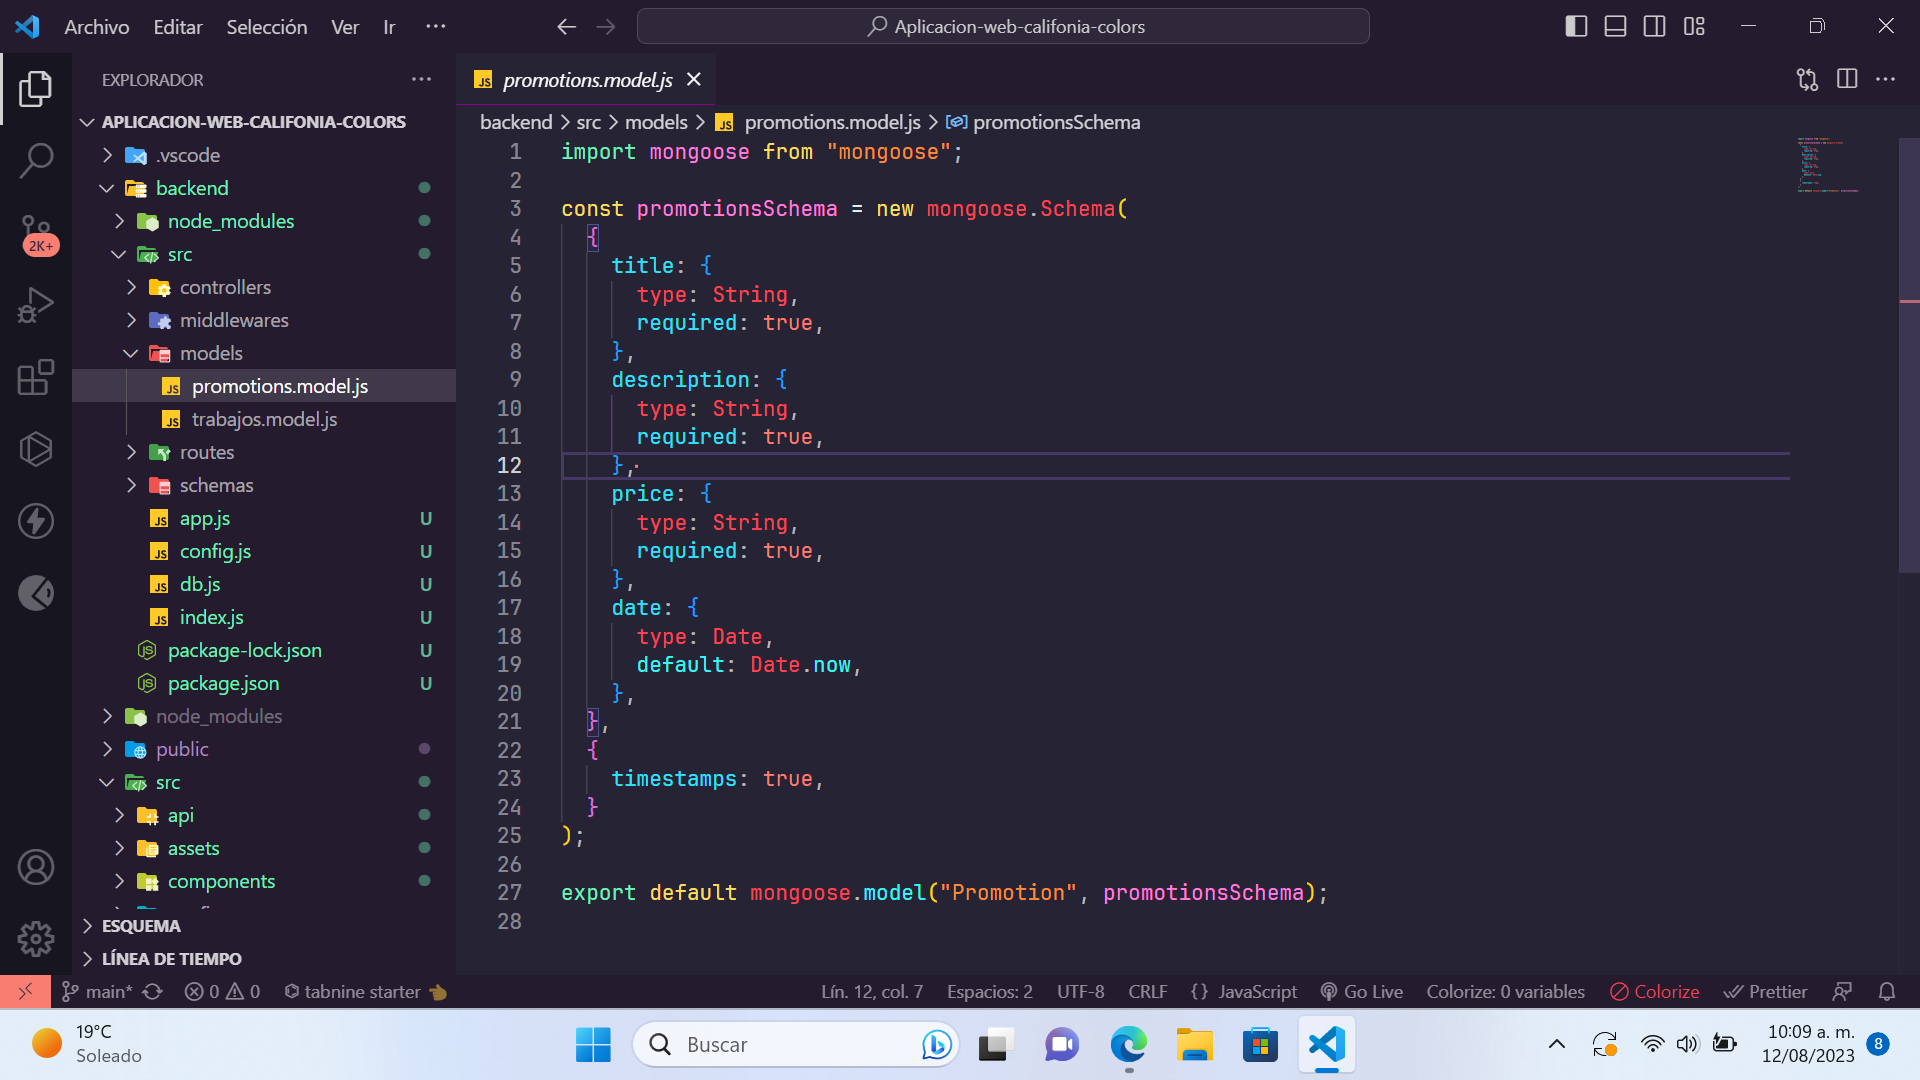 Archivo Editar Selección Ver Ir ···
Aplicacion-web-califonia-colors
EXPLORADOR ···
promotions.model.js
APLICACION-WEB-CALIFONIA-COLORS
backend > src > models > JS promotions.model.js > promotionsSchema
.vscode
backend
node_modules
src
2K+
controllers
middlewares
models
JS promotions.model.js
JS trabajos.model.js
routes
schemas
JS app.js U
JS config.js U
JS db.js U
JS index.js U
package-lock.json U
package.json U
node_modules
public
src
api
assets
components
ESQUEMA
LÍNEA DE TIEMPO
1 import mongoose from "mongoose";
2
3 const promotionsSchema = new mongoose.Schema(
4 {
5 title: {
6 type: String,
7 required: true,
8 },
9 description: {
10 type: String,
11 required: true,
12 },
13 price: {
14 type: String,
15 required: true,
16 },
17 date: {
18 type: Date,
19 default: Date.now,
20 },
21 },
22 {
23 timestamps: true,
24 }
25 );
26
27 export default mongoose.model("Promotion", promotionsSchema);
28
main* 0 0 tabnine starter Lín. 12, col. 7 Espacios: 2 UTF-8 CRLF {} JavaScript Go Live Colorize: 0 variables Colorize Prettier
19°C
Soleado
Buscar
10:09 a. m.
12/08/2023
8